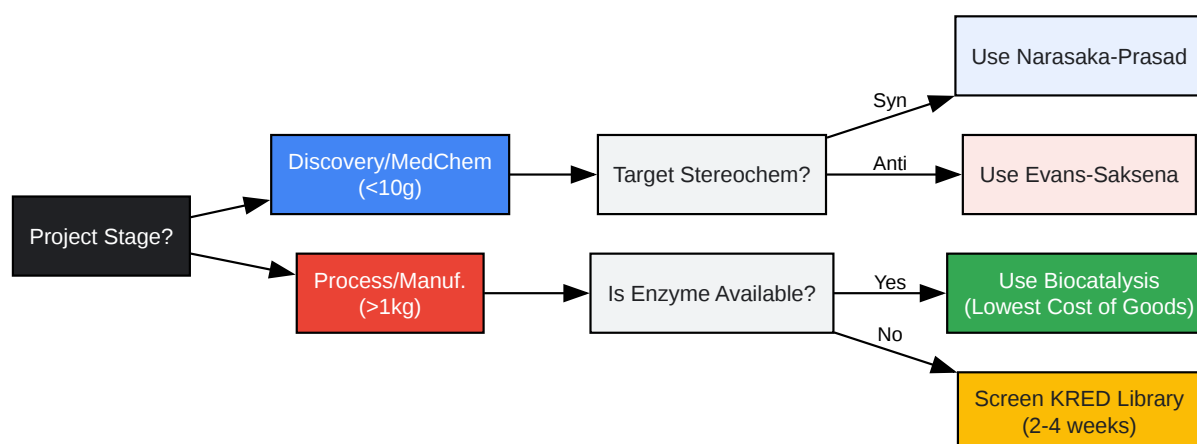 Project Stage?
Discovery/MedChem
(<10g)
Target Stereochem?
Syn
Use Narasaka-Prasad
Anti
Use Evans-Saksena
Process/Manuf.
(>1kg)
Is Enzyme Available?
Yes
Use Biocatalysis
(Lowest Cost of Goods)
No
Screen KRED Library
(2-4 weeks)